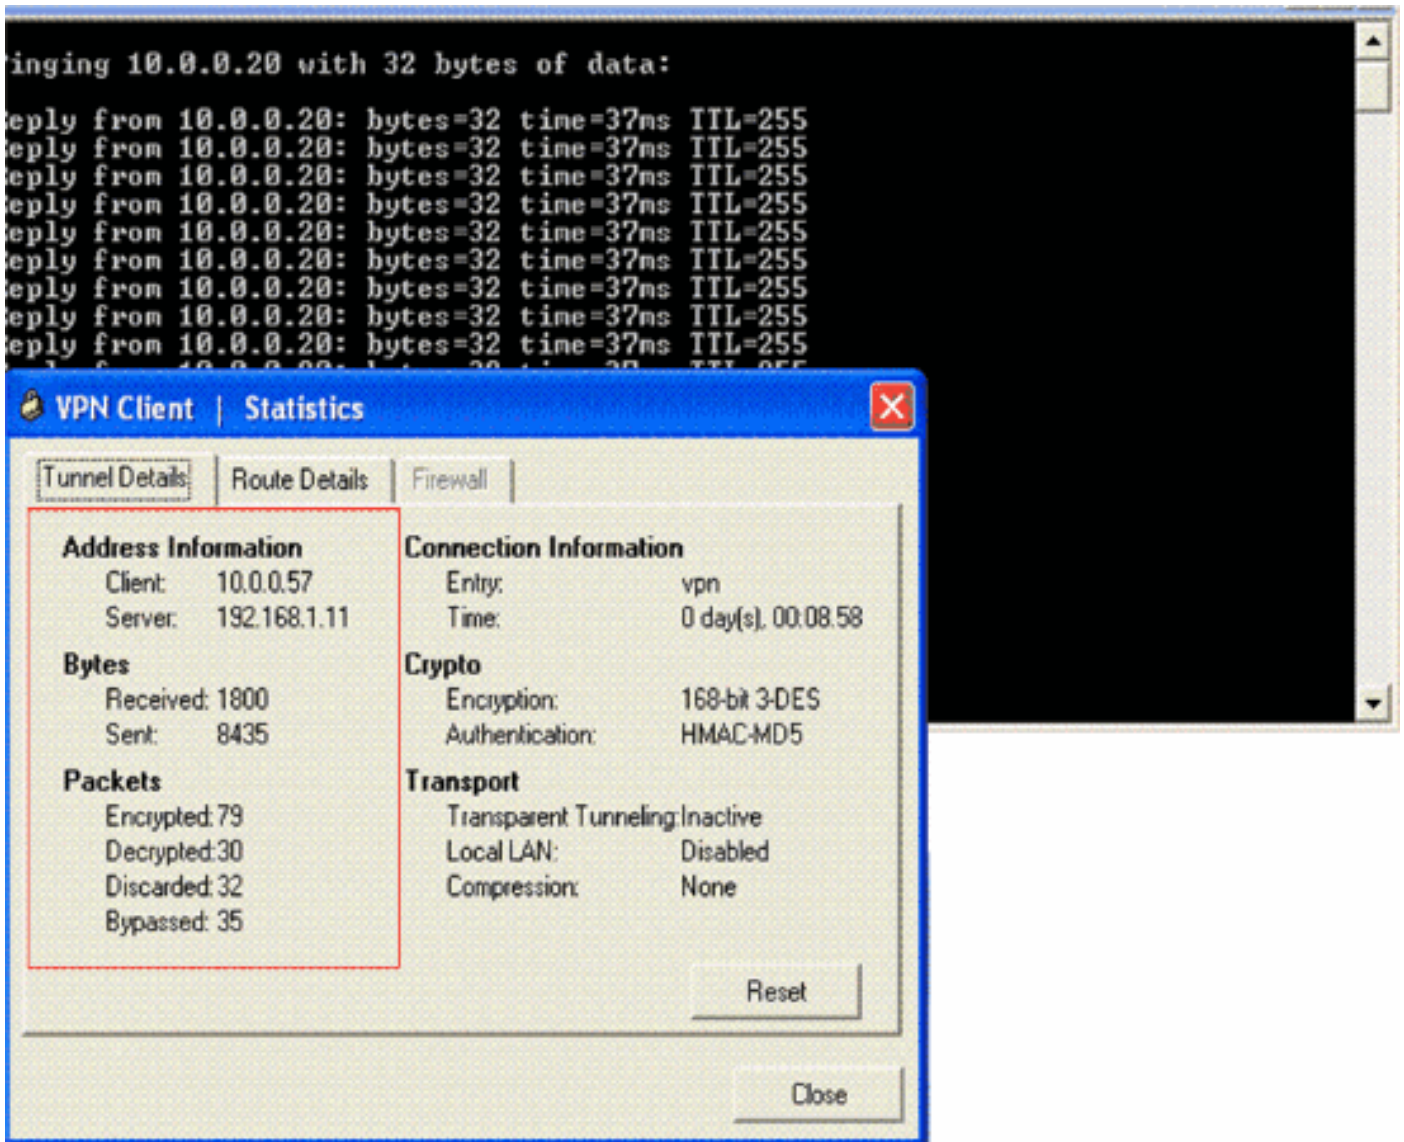 inging 10.0.0.20 with 32 bytes of data:
eply from 10.0.0.20: bytes=32 time=37ms TTL=255
eply from 10.0.0.20: bytes=32 time=37ms TTL=255
eply from 10.0.0.20: bytes=32 time=37ms TTL=255
eply from 10.0.0.20: bytes=32 time=37ms TTL=255
eply from 10.0.0.20: bytes=32 time=37ms TTL=255
eply from 10.0.0.20: bytes=32 time=37ms TTL=255
eply from 10.0.0.20: bytes=32 time=37ms TTL=255
eply from 10.0.0.20: bytes=32 time=37ms TTL=255
eply from 10.0.0.20: bytes=32 time=37ms TTL=255
VPN Client | Statistics
Tunnel Details Route Details Firewall
Address Information
Client: 10.0.0.57
Server: 192.168.1.11
Bytes
Received: 1800
Sent: 8435
Packets
Encrypted: 79
Decrypted: 30
Discarded: 32
Bypassed: 35
Connection Information
Entry: vpn
Time: 0 day(s), 00:08.58
Crypto
Encryption: 168-bit 3-DES
Authentication: HMAC-MD5
Transport
Transparent Tunneling: Inactive
Local LAN: Disabled
Compression: None
Reset
Close